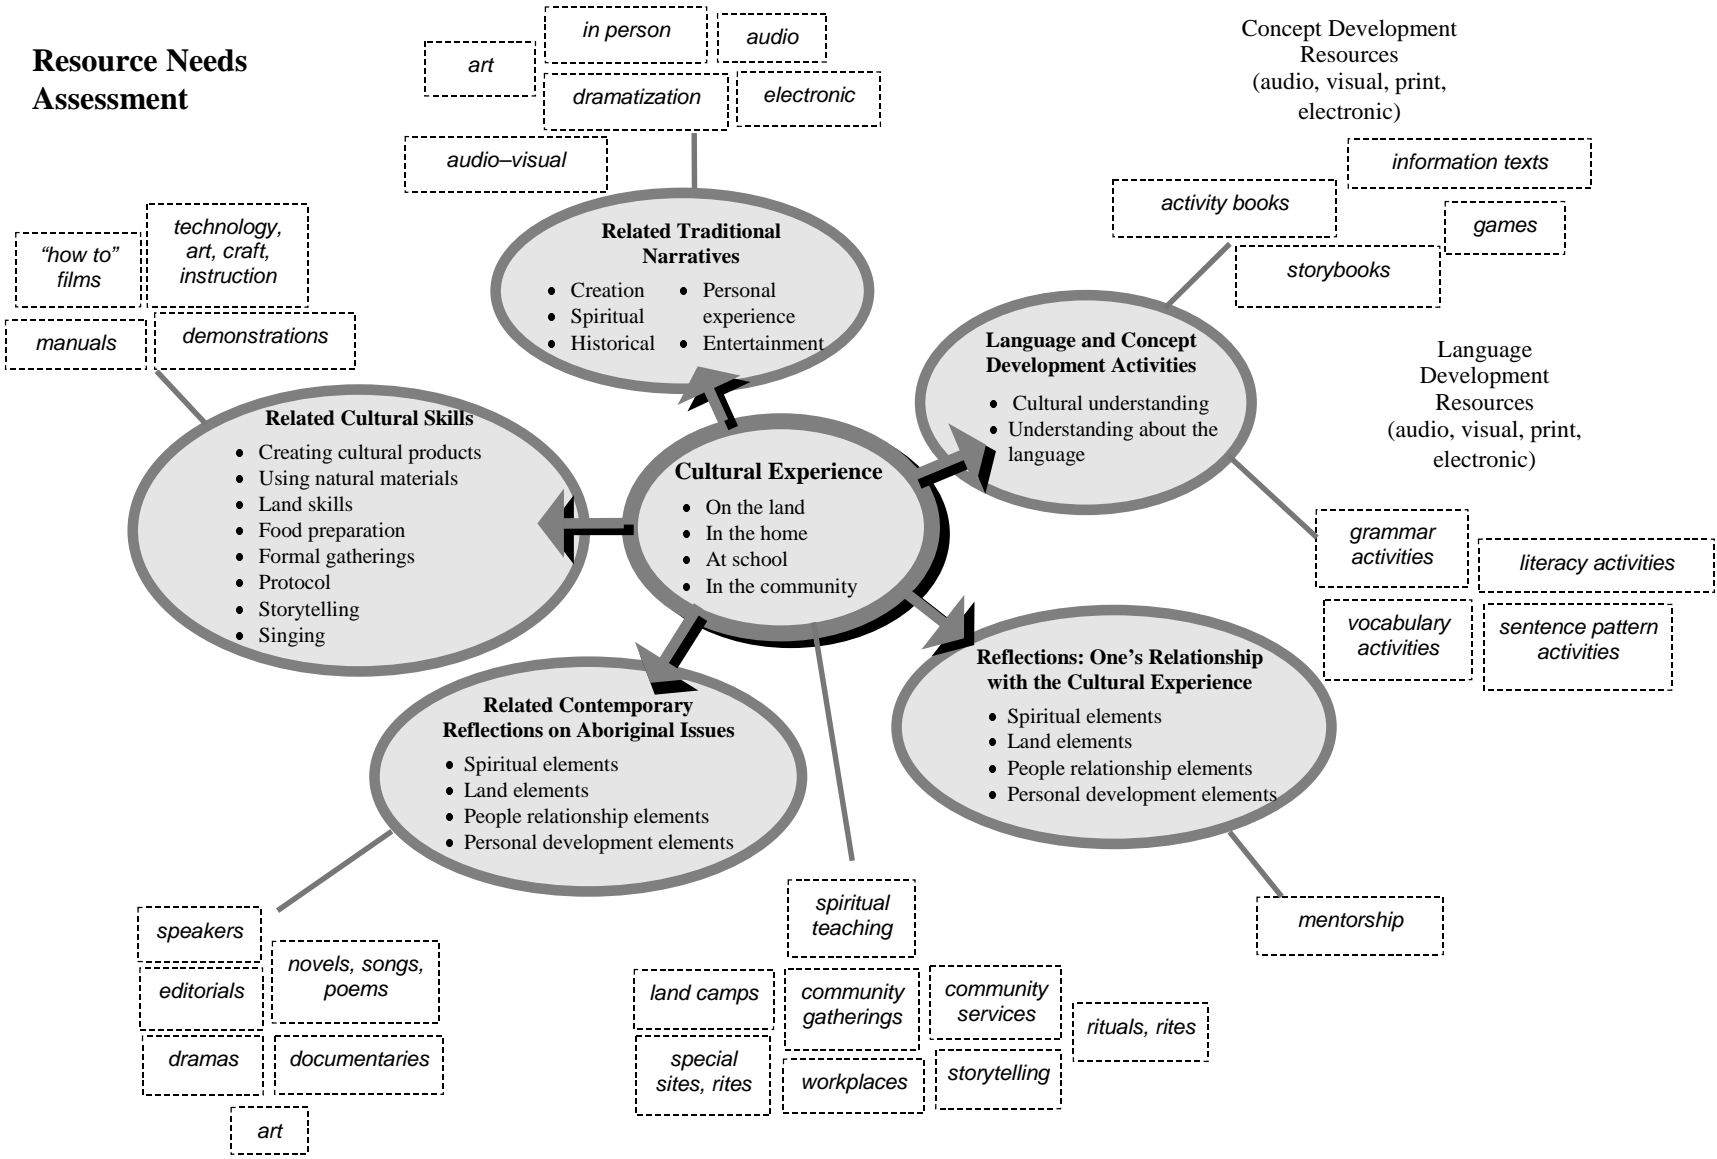 Resource Needs
Assessment
in person
audio
art
dramatization
electronic
audio–visual
Concept Development
Resources
(audio, visual, print,
electronic)
information texts
activity books
games
storybooks
“how to”
films
technology,
art, craft,
instruction
manuals
demonstrations
Related Traditional
Narratives
• Creation
• Spiritual
• Historical
• Personal
experience
• Entertainment
Language and Concept
Development Activities
• Cultural understanding
• Understanding about the
language
Language
Development
Resources
(audio, visual, print,
electronic)
Related Cultural Skills
• Creating cultural products
• Using natural materials
• Land skills
• Food preparation
• Formal gatherings
• Protocol
• Storytelling
• Singing
Cultural Experience
• On the land
• In the home
• At school
• In the community
grammar
activities
literacy activities
vocabulary
activities
sentence pattern
activities
Related Contemporary
Reflections on Aboriginal Issues
• Spiritual elements
• Land elements
• People relationship elements
• Personal development elements
Reflections: One’s Relationship
with the Cultural Experience
• Spiritual elements
• Land elements
• People relationship elements
• Personal development elements
speakers
novels, songs,
poems
editorials
dramas
documentaries
art
spiritual
teaching
land camps
community
gatherings
community
services
rituals, rites
special
sites, rites
workplaces
storytelling
mentorship